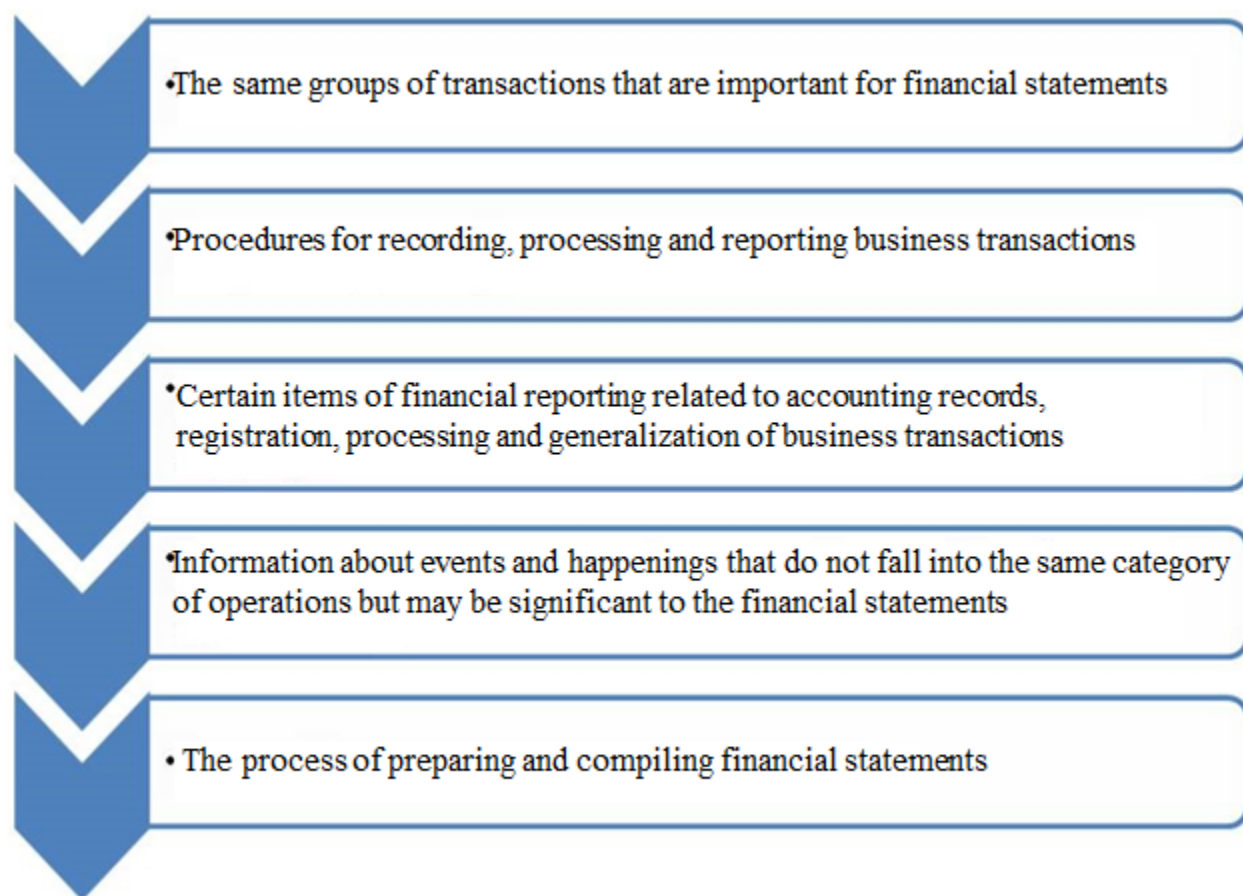 •The same groups of transactions that are important for financial statements
•Procedures for recording, processing and reporting business transactions
•Certain items of financial reporting related to accounting records,
registration, processing and generalization of business transactions
•Information about events and happenings that do not fall into the same category
of operations but may be significant to the financial statements
• The process of preparing and compiling financial statements